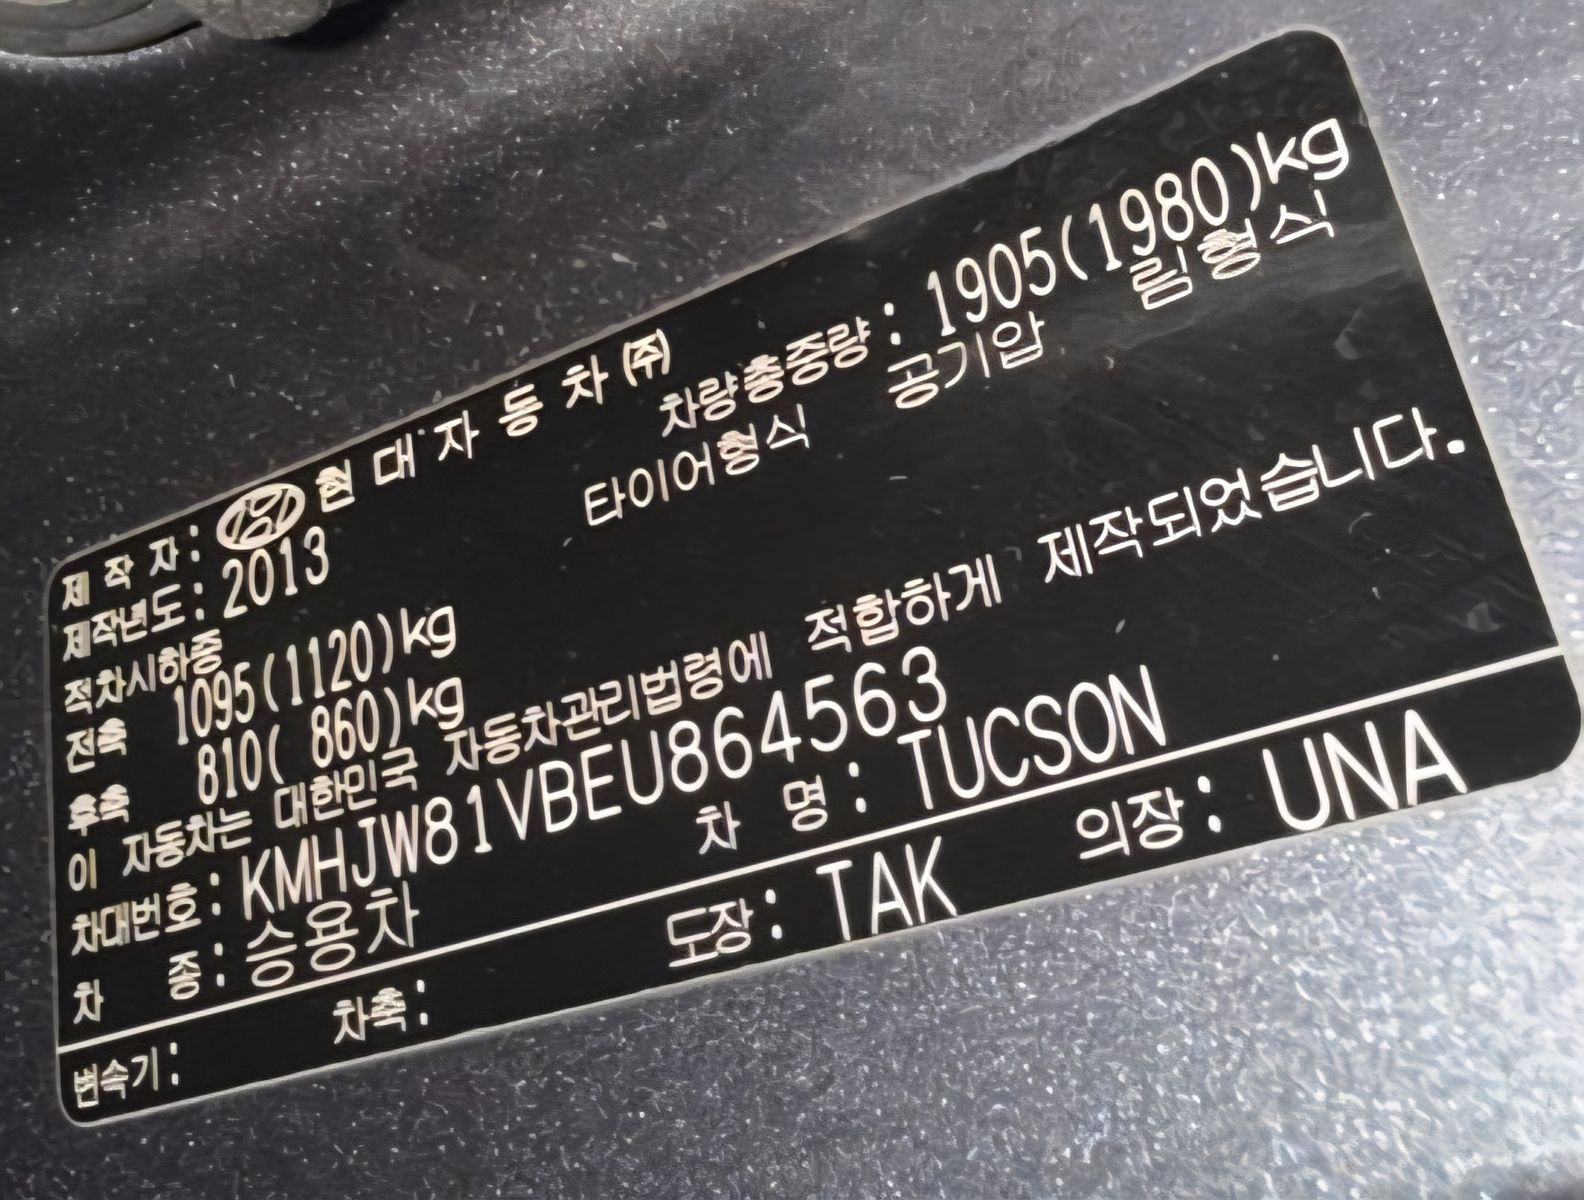 제작자: 현대자동차(주)
제작년도: 2013 차량총중량: 1905(1980)kg
적차시하중 타이어형식 공기압 림형식
전축 1095(1120)kg
후축 810( 860)kg
이 자동차는 대한민국 자동차관리법령에 적합하게 제작되었습니다.
차대번호: KMHJW81VBEU864563
차 종: 승용차 차 명: TUCSON
변속기: 차축: 도장: TAK 의장: UNA